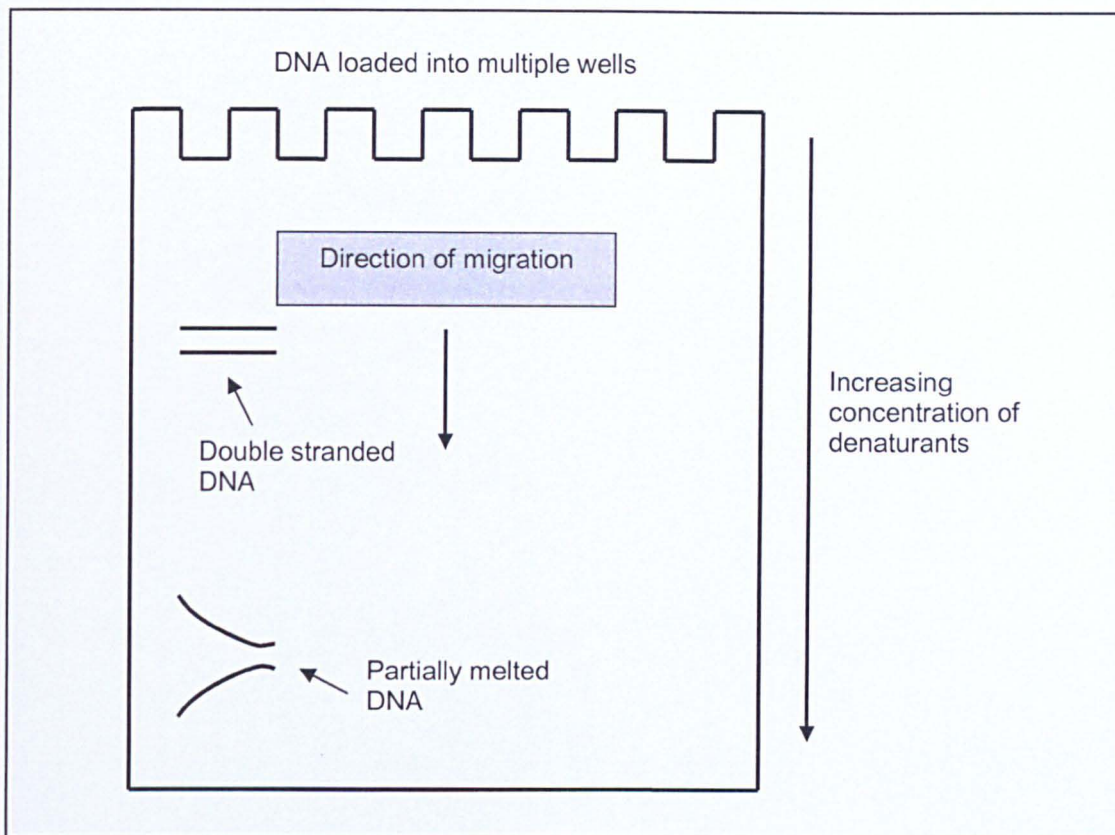 DNA loaded into multiple wells
Direction of migration
Double stranded
DNA
Increasing
concentration of
denaturants
Partially melted
DNA